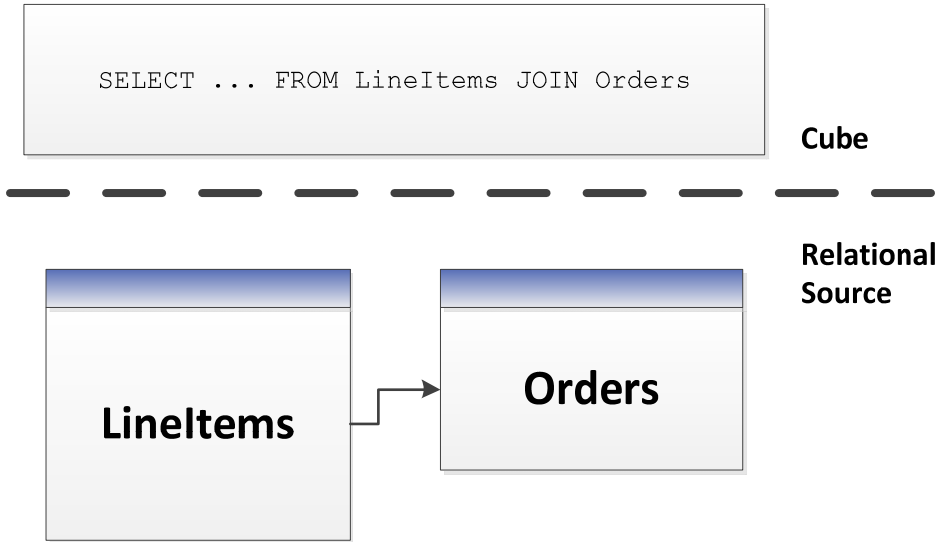 SELECT ... FROM LineItems JOIN Orders
Cube
Relational
Source
LineItems
Orders